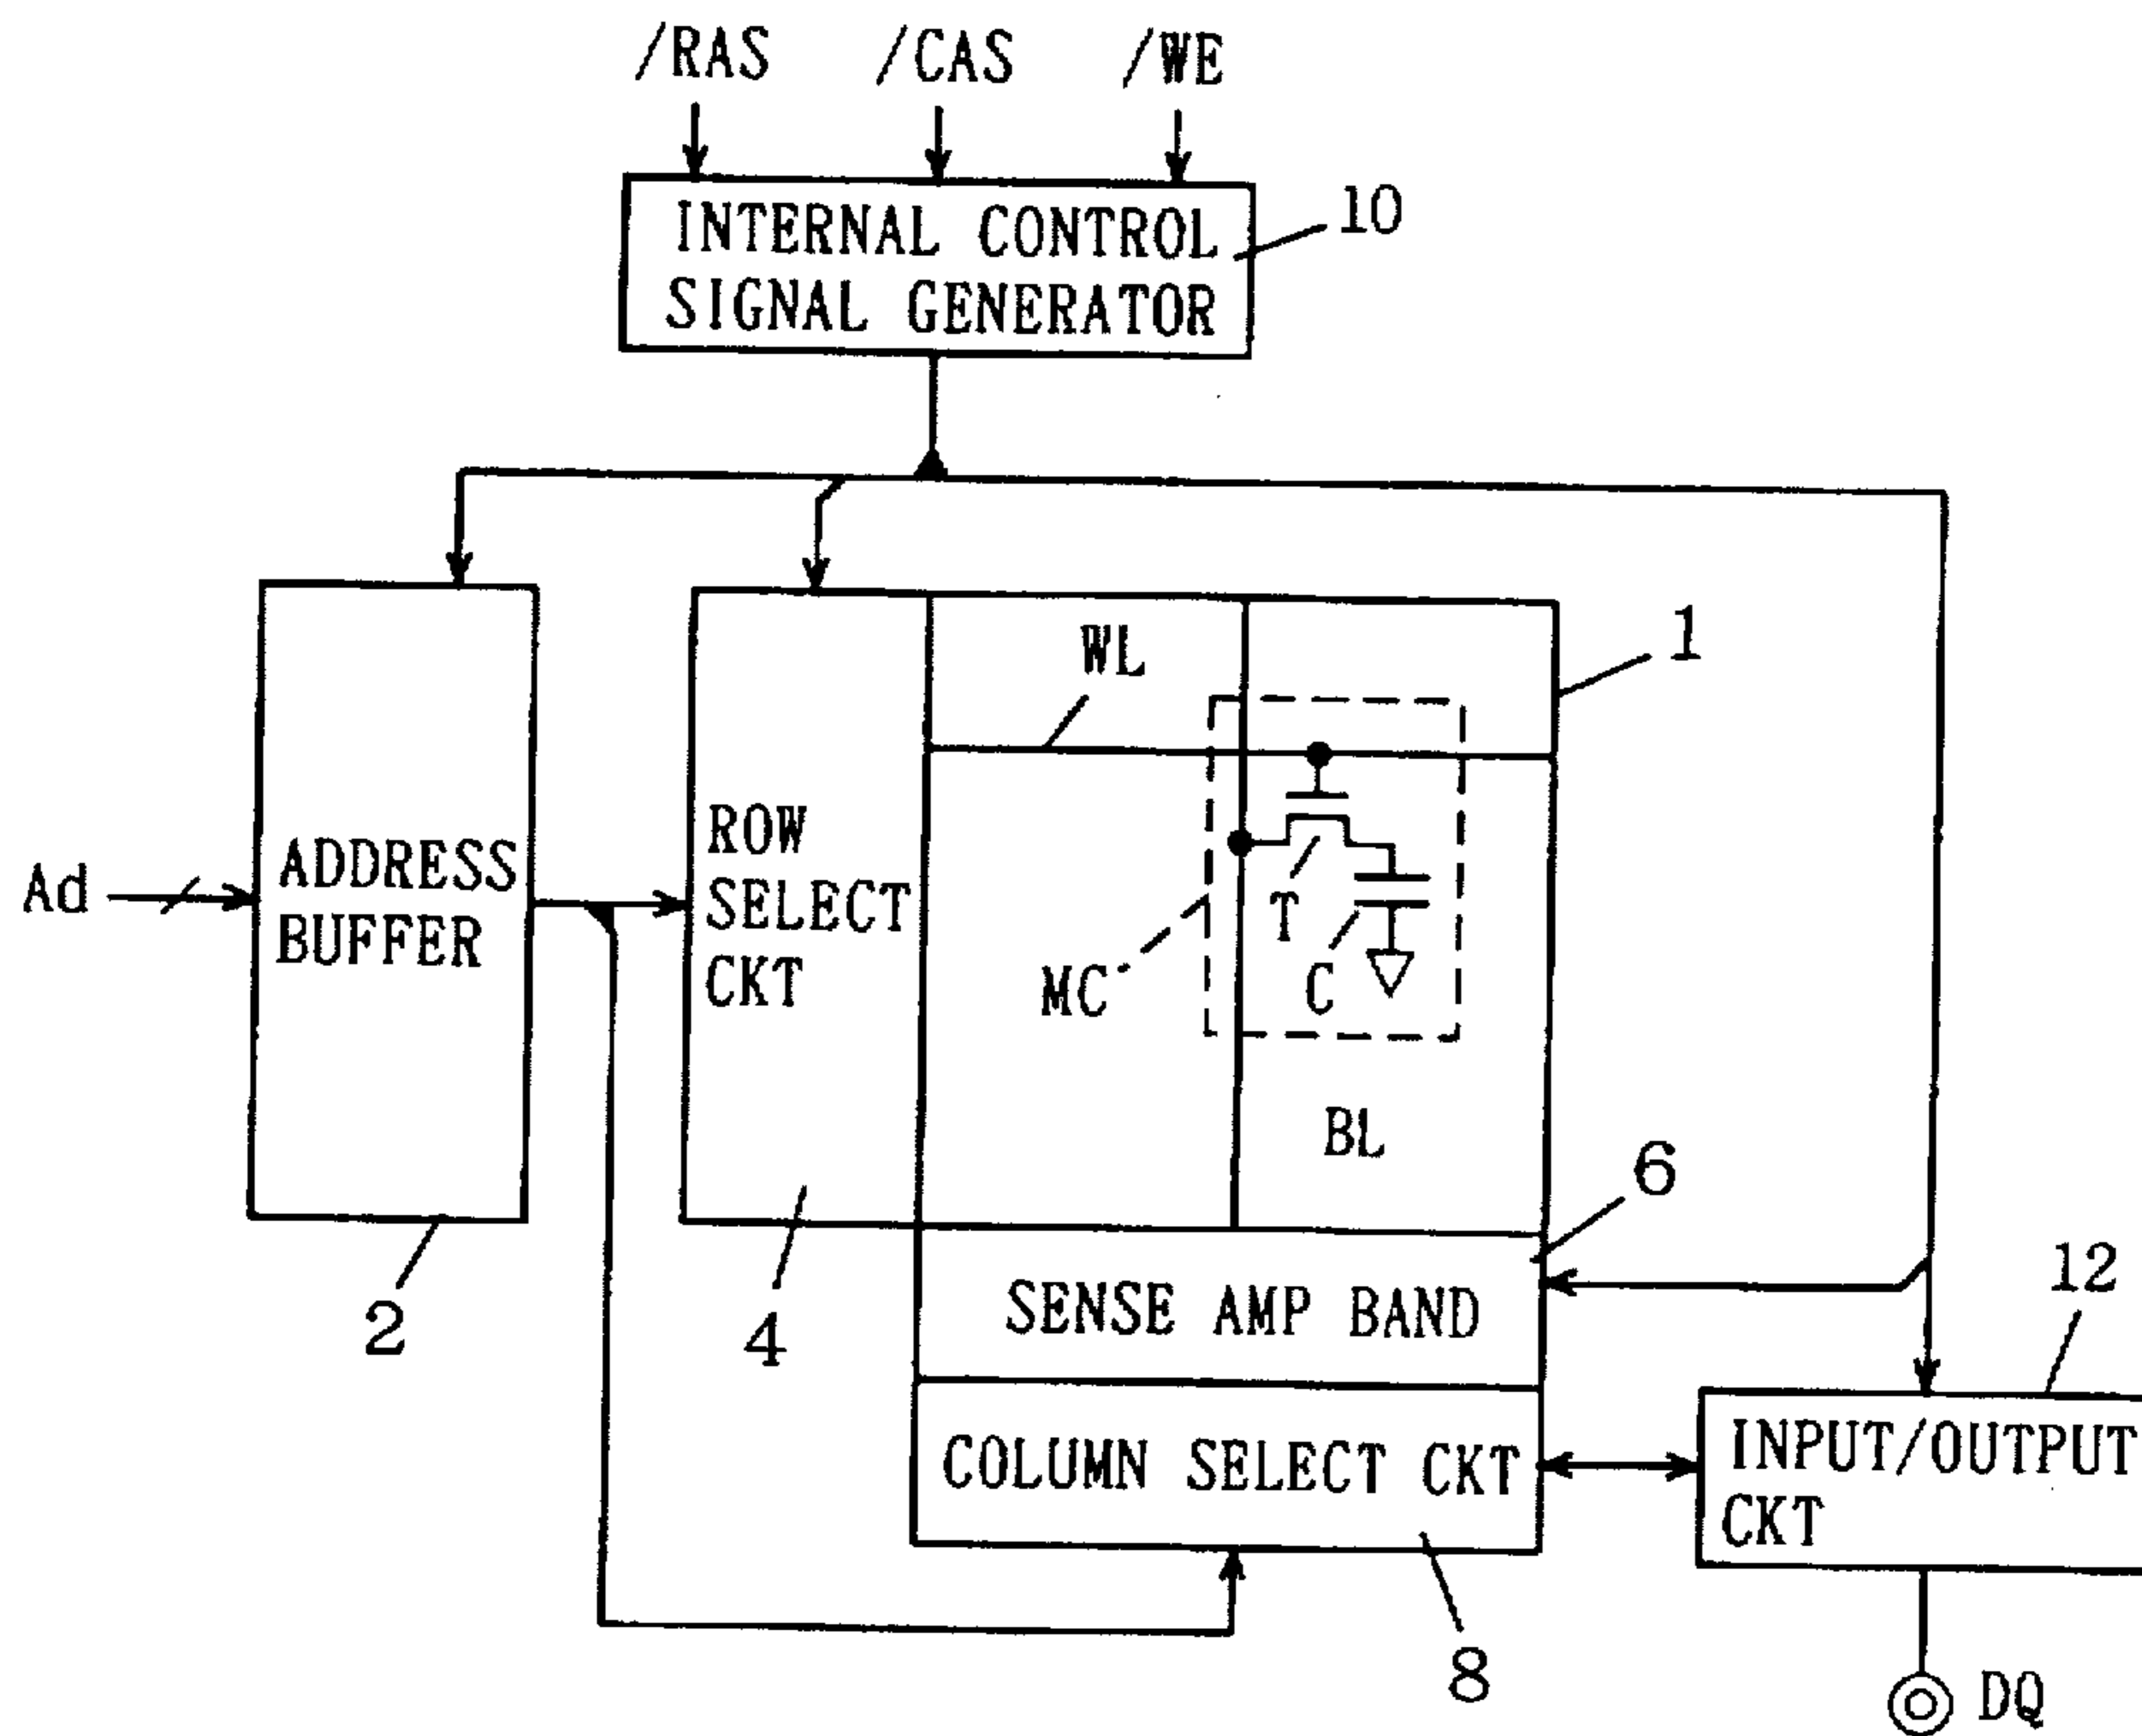 /RAS /CAS /WE
INTERNAL CONTROL
SIGNAL GENERATOR
10
WL
1
Ad
ADDRESS
BUFFER
2
ROW
SELECT
CKT
4
MC
T
C
BL
6
SENSE AMP BAND
COLUMN SELECT CKT
8
12
INPUT/OUTPUT
CKT
DQ